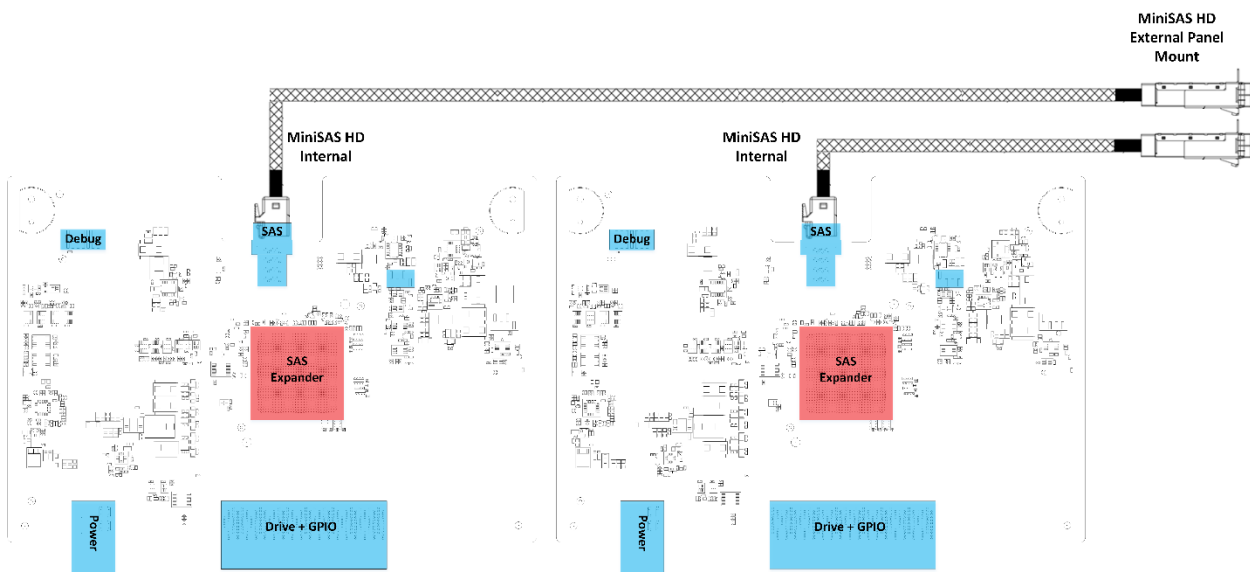 MiniSAS HD
External Panel
Mount
MiniSAS HD
Internal
MiniSAS HD
Internal
Debug
SAS
Debug
SAS
SAS
Expander
SAS
Expander
Power
Drive + GPIO
Power
Drive + GPIO